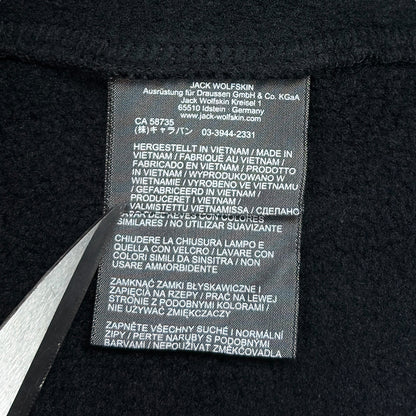 JACK WOLFSKIN
Ausrüstung für Draussen GmbH & Co. KGaA
Jack Wolfskin Kreisel 1
65510 Idstein - Germany
www.jack-wolfskin.com
CA 58735
(株)キャラバン 03-3944-2331
HERGESTELLT IN VIETNAM / MADE IN
VIETNAM / FABRIQUÉ AU VIETNAM /
FABRICADO EN VIETNAM / PRODOTTO
IN VIETNAM / WYPRODUKOWANO W
WIETNAMIE / VYROBENO VE VIETNAMU
/ GEFABRICEERD IN VIETNAM /
PRODUCERET I VIETNAM /
VALMISTETTU VIETNAMISSA / СДЕЛАНО
SIMILARES / NO UTILIZAR SUAVIZANTE
CHIUDERE LA CHIUSURA LAMPO E
QUELLA CON VELCRO / LAVARE CON
COLORI SIMILI DA SINISTRA / NON
USARE AMMORBIDENTE
ZAMKNĄĆ ZAMKI BŁYSKAWICZNE I
ZAPIĘCIA NA RZEPY / PRAĆ NA LEWEJ
STRONIE Z PODOBNYMI KOLORAMI /
NIE UŻYWAĆ ZMIĘKCZACZY
ZAPNĚTE VŠECHNY SUCHÉ I NORMÁLNÍ
ZIPY / PERTE NARUBY S PODOBNÝMI
BARVAMI / NEPOUŽÍVAT ZMĚKČOVADLA